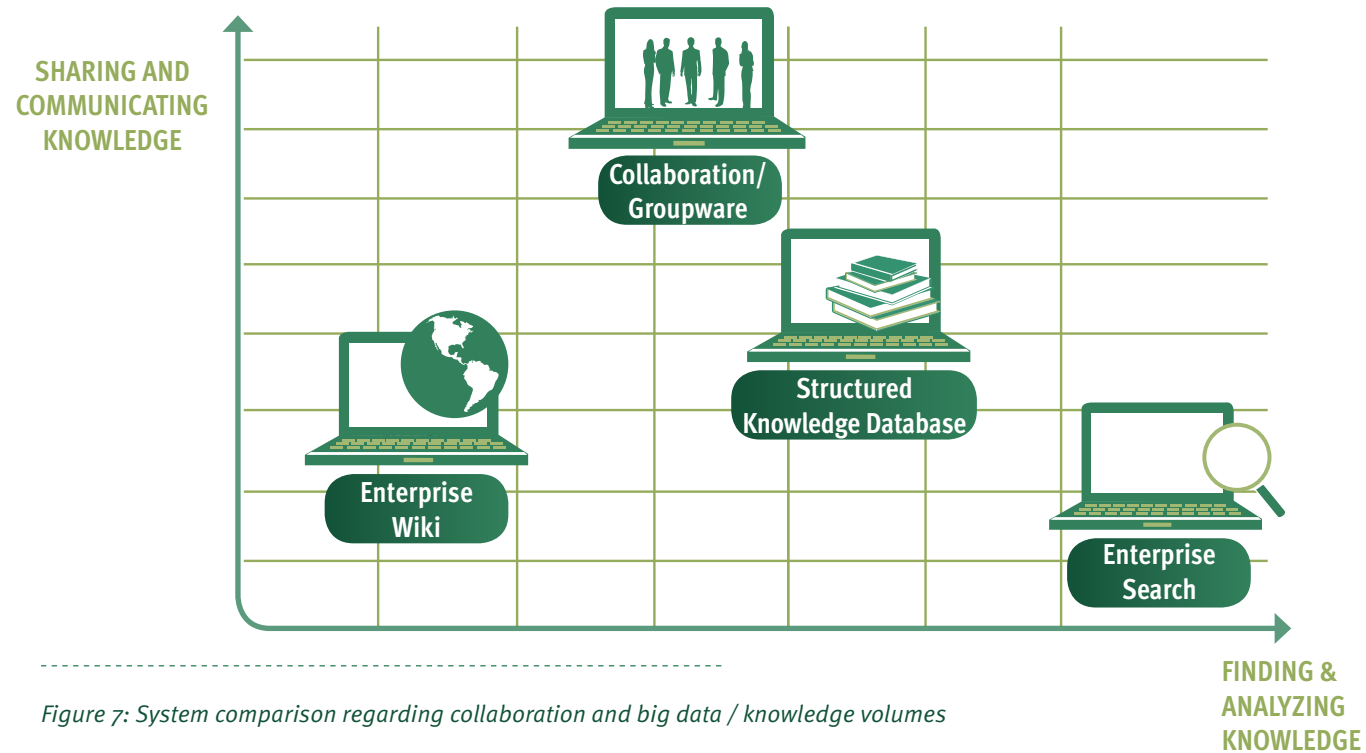 SHARING AND
COMMUNICATING
KNOWLEDGE
Collaboration/
Groupware
Structured
Knowledge Database
Enterprise
Wiki
Enterprise
Search
FINDING &
ANALYZING
KNOWLEDGE
Figure 7: System comparison regarding collaboration and big data / knowledge volumes